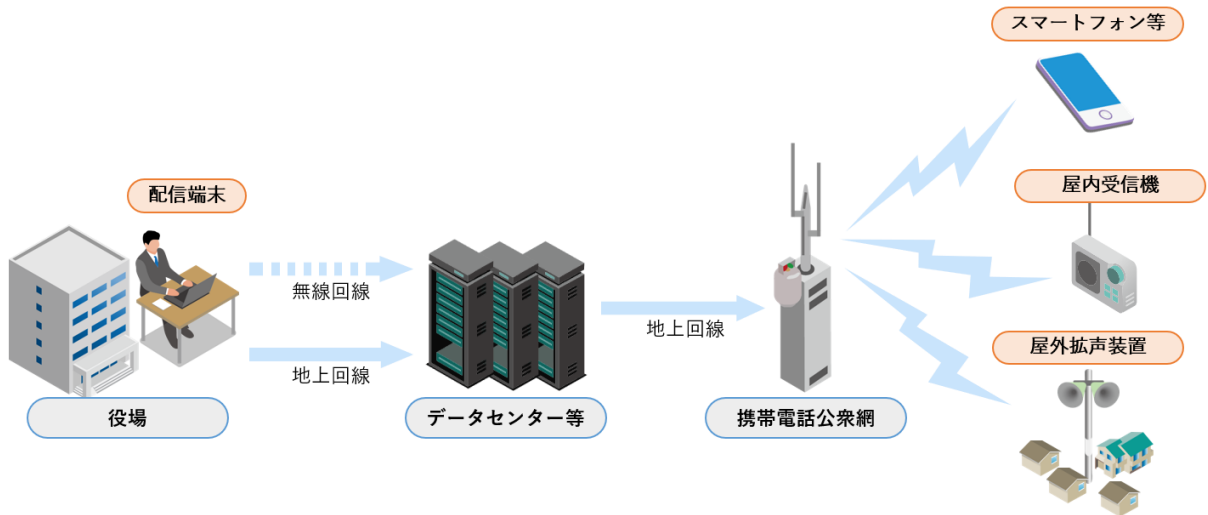 スマートフォン等
配信端末
屋内受信機
無線回線
地上回線
地上回線
屋外拡声装置
役場
データセンター等
携帯電話公衆網